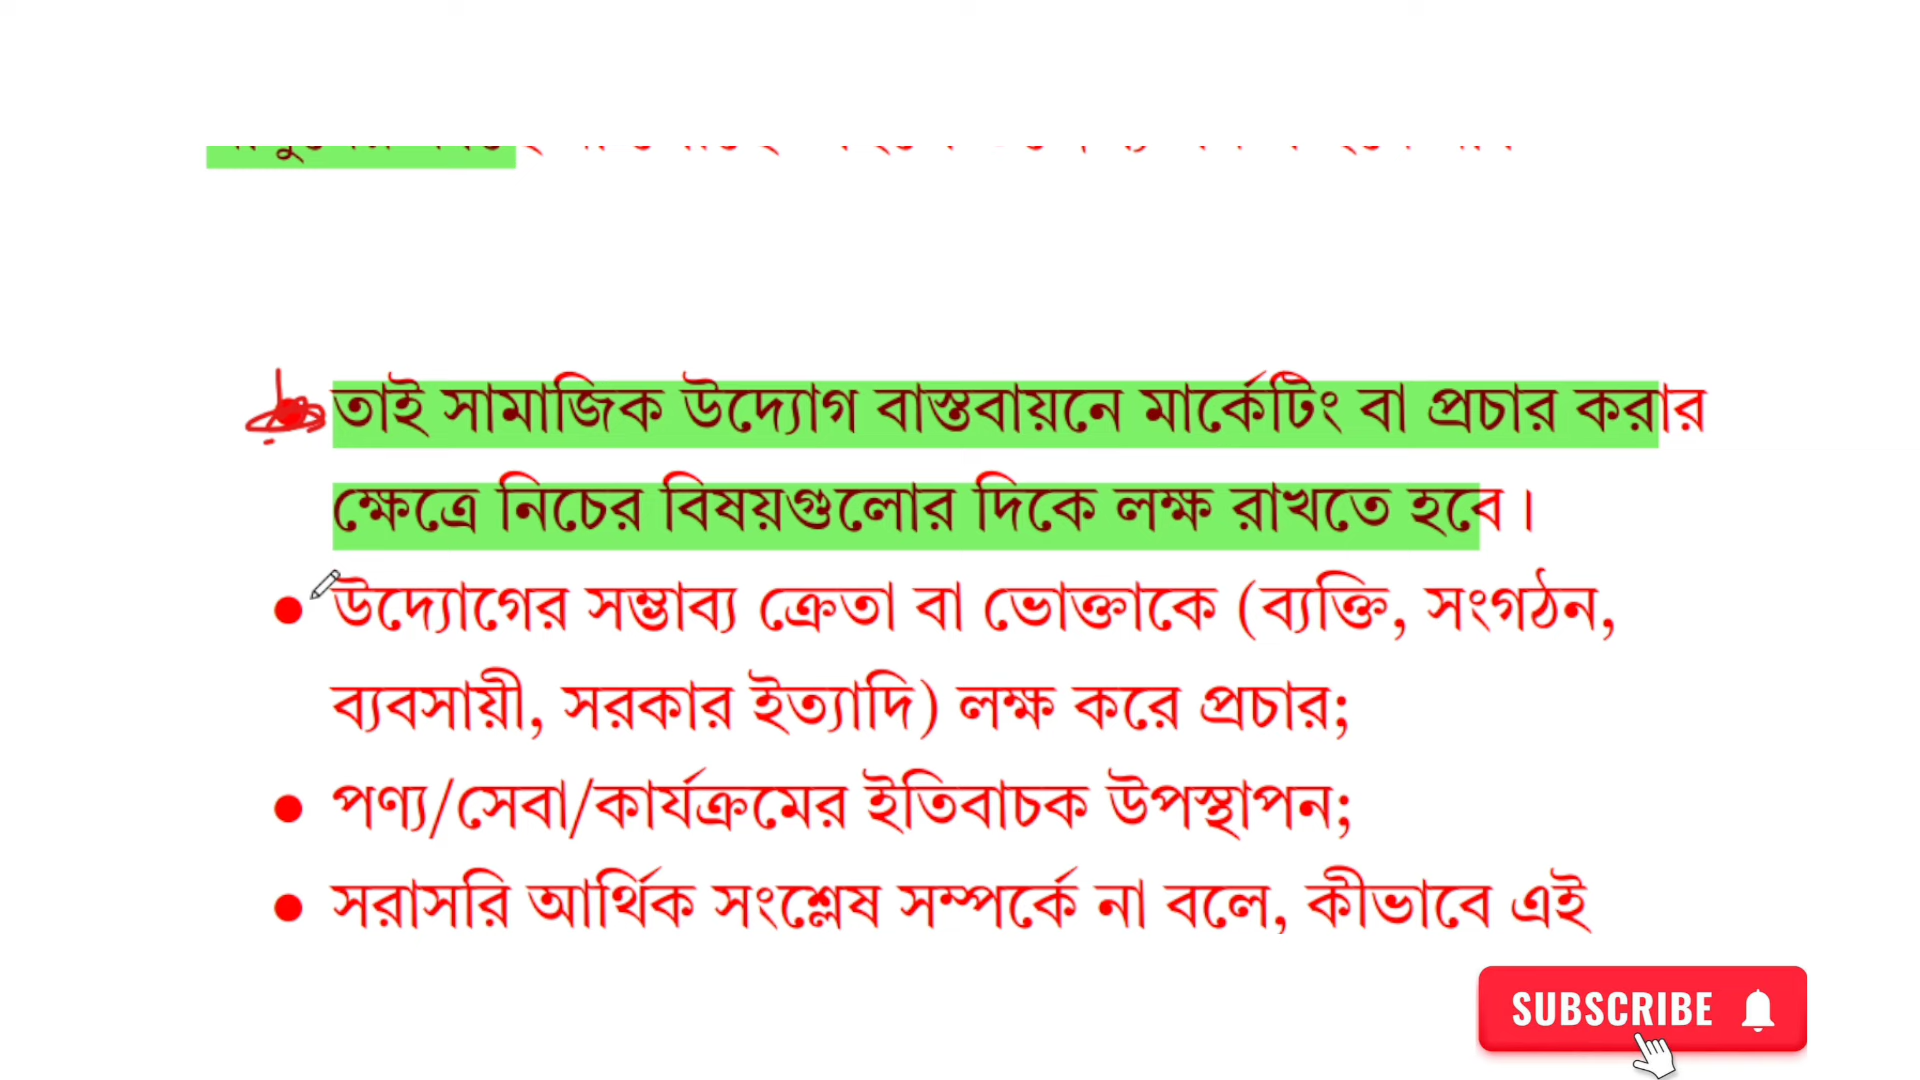 তাই সামাজিক উদ্যোগ বাস্তবায়নে মার্কেটিং বা প্রচার করার
ক্ষেত্রে নিচের বিষয়গুলোর দিকে লক্ষ রাখতে হবে।
● উদ্যোগের সম্ভাব্য ক্রেতা বা ভোক্তাকে (ব্যক্তি, সংগঠন,
ব্যবসায়ী, সরকার ইত্যাদি) লক্ষ করে প্রচার;
● পণ্য/সেবা/কার্যক্রমের ইতিবাচক উপস্থাপন;
● সরাসরি আর্থিক সংশ্লেষ সম্পর্কে না বলে, কীভাবে এই
SUBSCRIBE